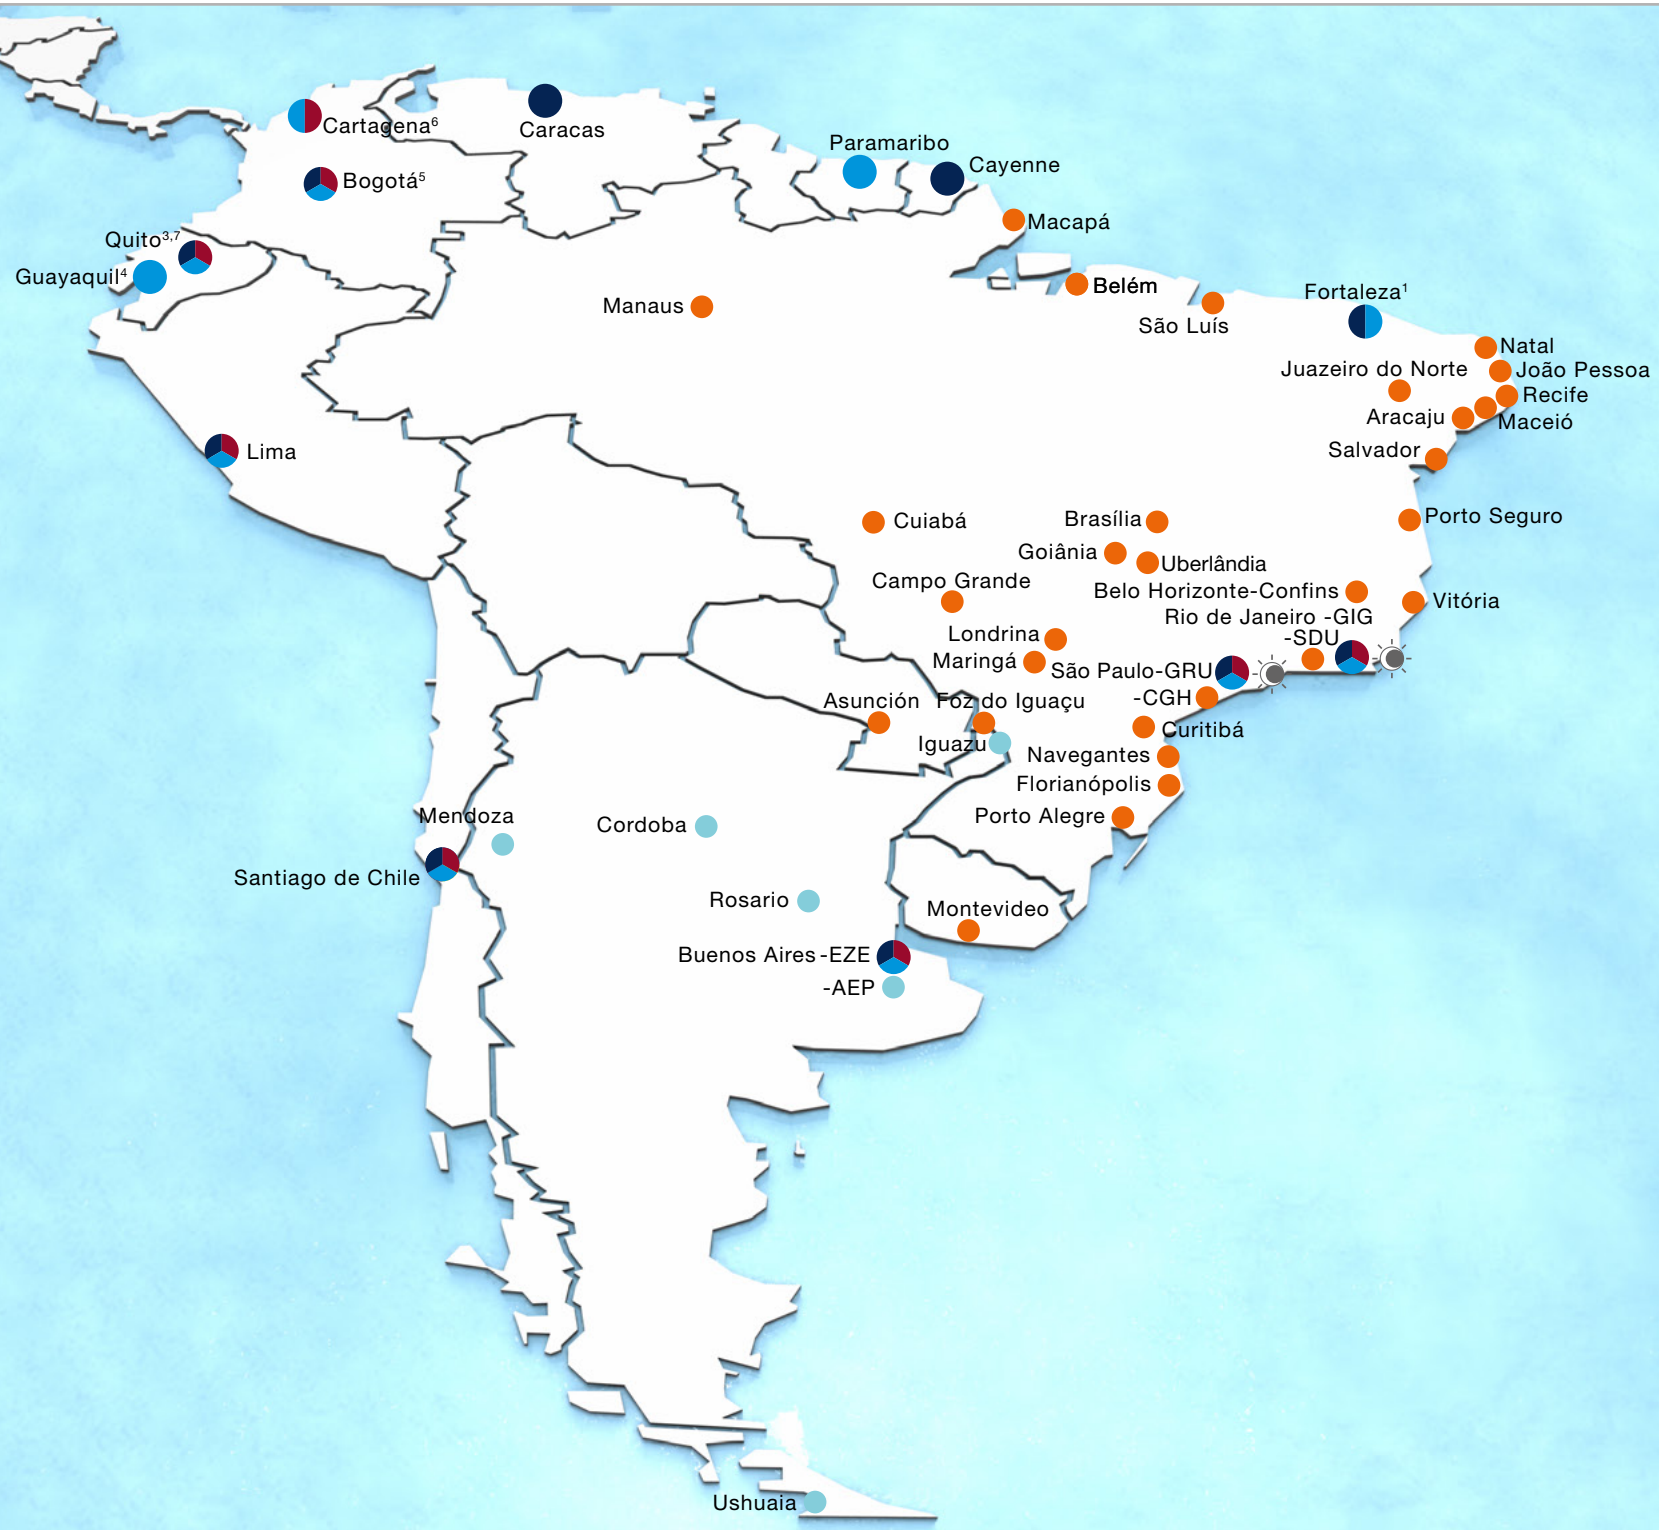 Cartagena⁶
Caracas
Paramaribo
Cayenne
Bogotá⁵
Macapá
Quito³,⁷
Guayaquil⁴
Belém
Manaus
São Luís
Fortaleza¹
Natal
Juazeiro do Norte
João Pessoa
Recife
Aracaju
Maceió
Salvador
Lima
Cuiabá
Brasília
Porto Seguro
Goiânia
Uberlândia
Campo Grande
Belo Horizonte-Confins
Vitória
Rio de Janeiro -GIG
-SDU
Londrina
Maringá
São Paulo-GRU
-CGH
Asunción
Foz do Iguaçu
Curitibá
Iguazu
Navegantes
Florianópolis
Mendoza
Cordoba
Porto Alegre
Santiago de Chile
Rosario
Montevideo
Buenos Aires -EZE
-AEP
Ushuaia